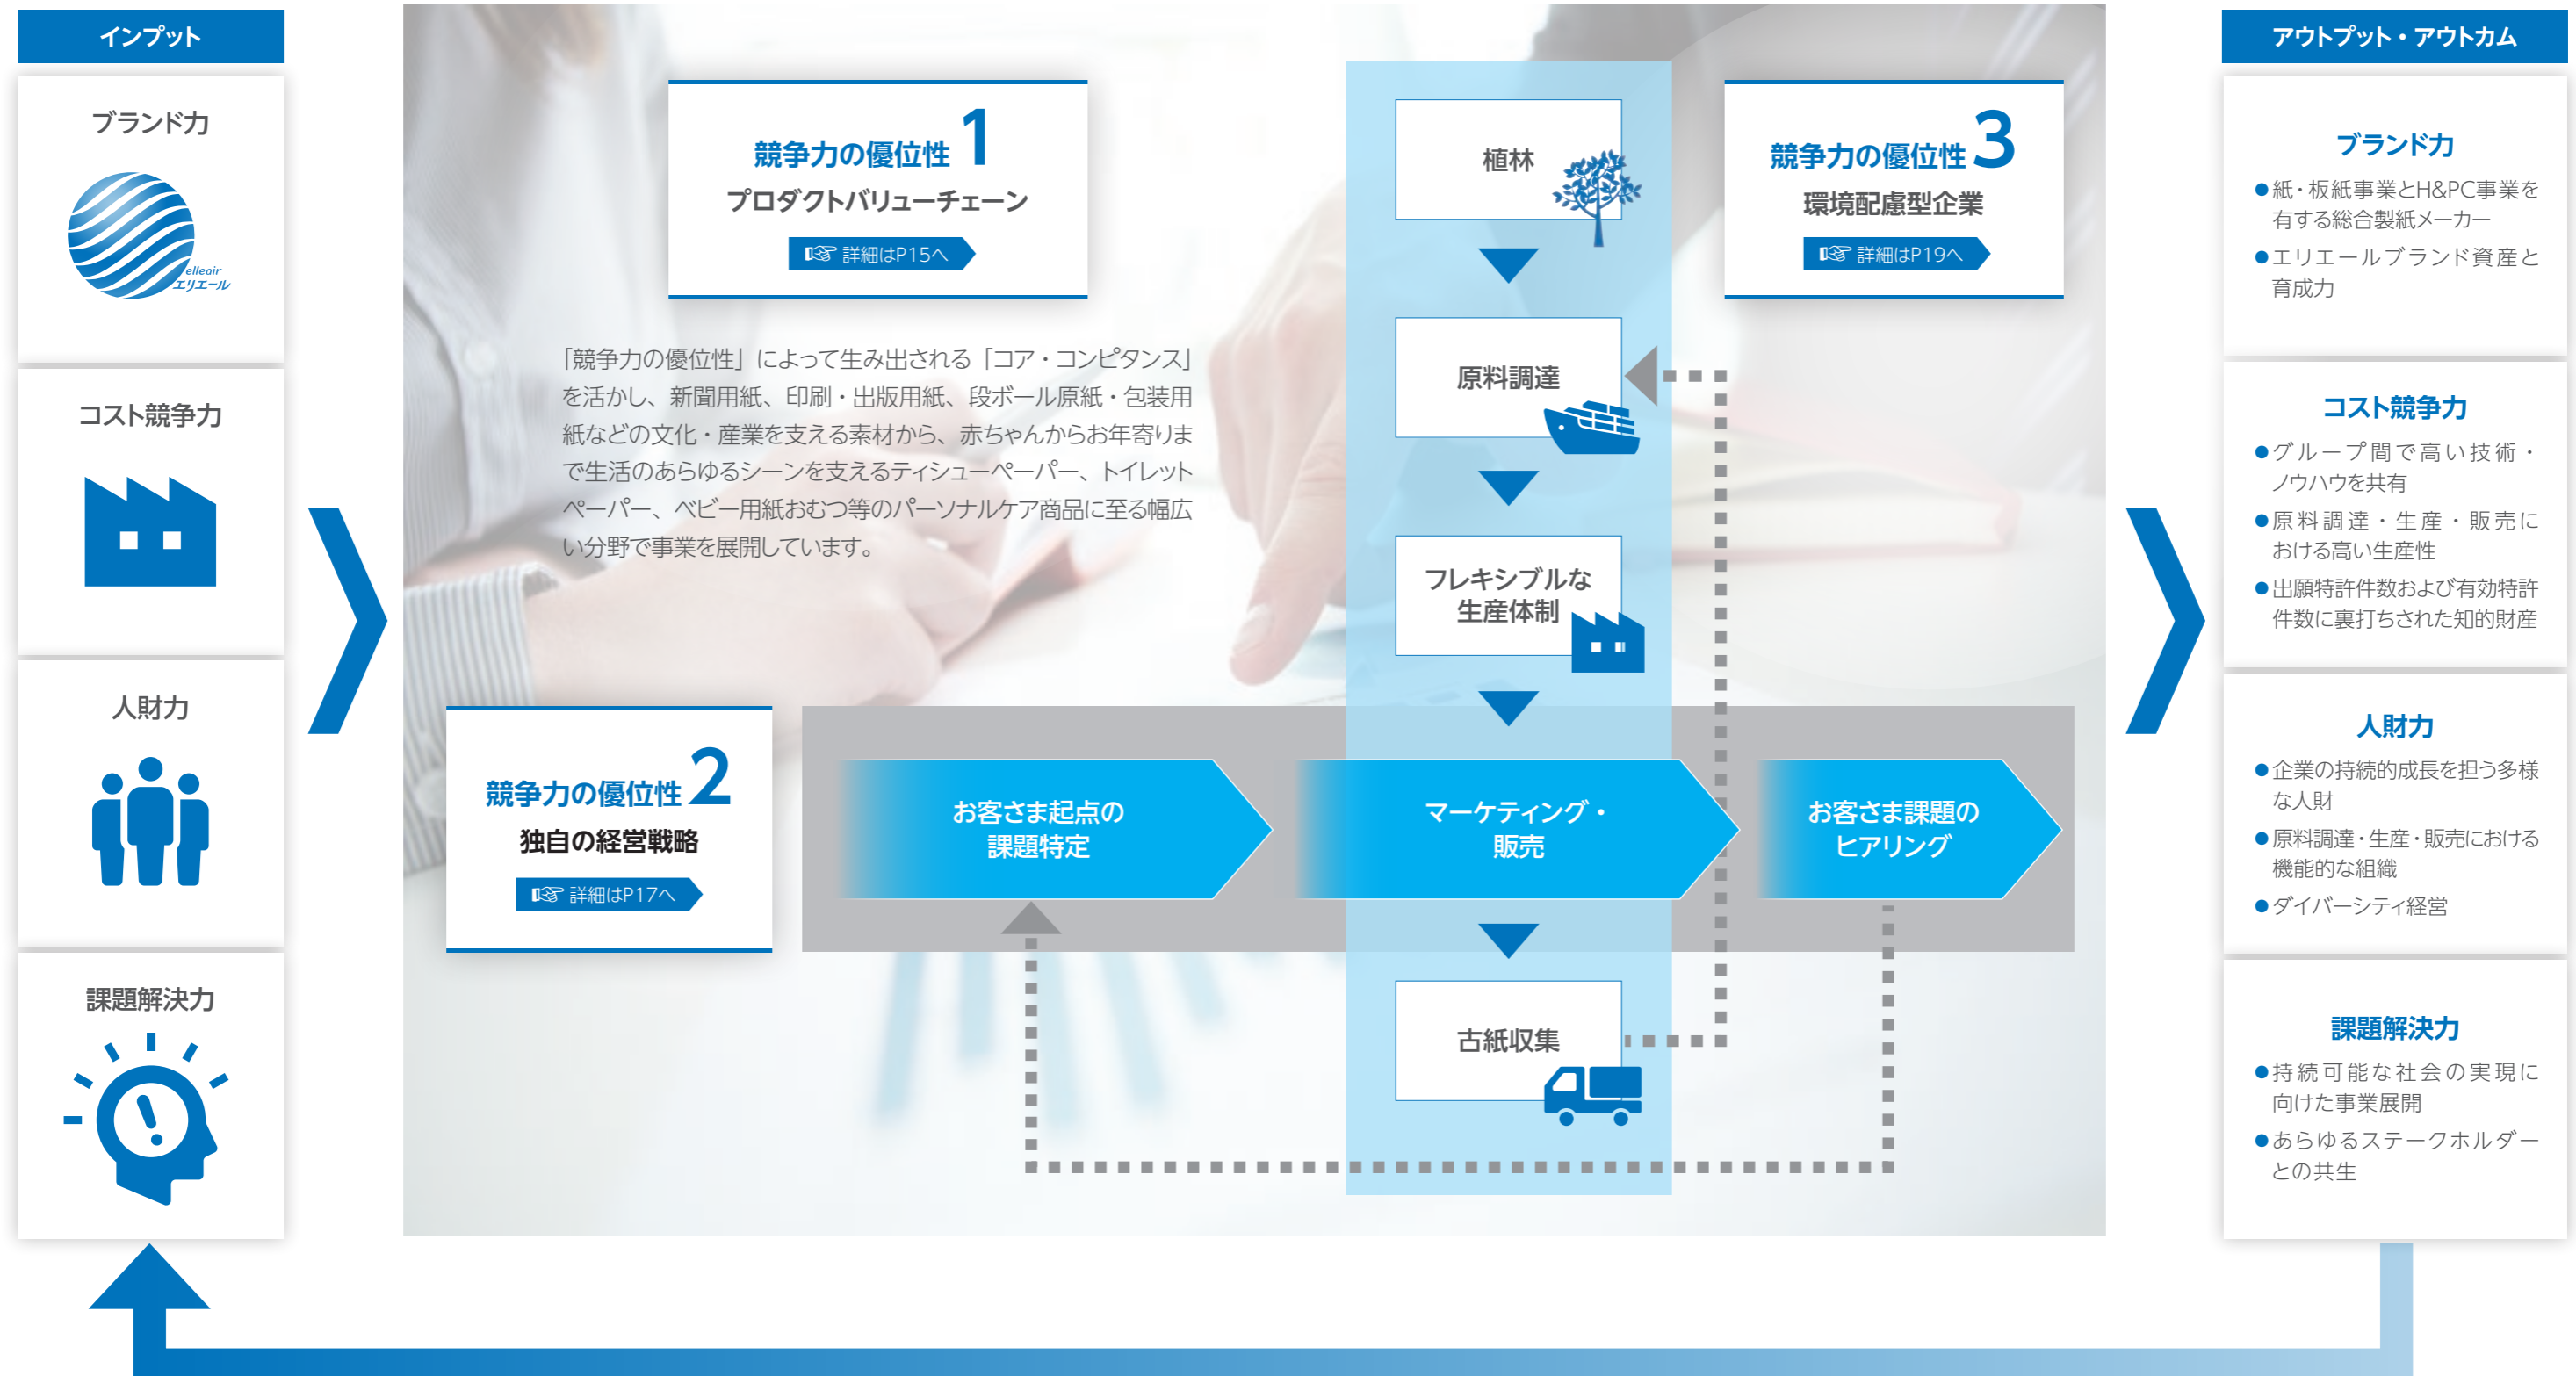 インプット
ブランド力
elleair
エリエール
コスト競争力
人財力
課題解決力
競争力の優位性 1
プロダクトバリューチェーン
☞ 詳細はP15へ
「競争力の優位性」によって生み出される「コア・コンピタンス」
を活かし、新聞用紙、印刷・出版用紙、段ボール原紙・包装用
紙などの文化・産業を支える素材から、赤ちゃんからお年寄りま
で生活のあらゆるシーンを支えるティシューペーパー、トイレット
ペーパー、ベビー用紙おむつ等のパーソナルケア商品に至る幅広
い分野で事業を展開しています。
競争力の優位性 2
独自の経営戦略
☞ 詳細はP17へ
競争力の優位性 3
環境配慮型企業
☞ 詳細はP19へ
植林
原料調達
フレキシブルな
生産体制
お客さま起点の
課題特定
マーケティング・
販売
お客さま課題の
ヒアリング
古紙収集
アウトプット・アウトカム
ブランド力
●紙・板紙事業とH&PC事業を
有する総合製紙メーカー
●エリエールブランド資産と
育成力
コスト競争力
●グループ間で高い技術・
ノウハウを共有
●原料調達・生産・販売に
おける高い生産性
●出願特許件数および有効特許
件数に裏打ちされた知的財産
人財力
●企業の持続的成長を担う多様
な人財
●原料調達・生産・販売における
機能的な組織
●ダイバーシティ経営
課題解決力
●持続可能な社会の実現に
向けた事業展開
●あらゆるステークホルダー
との共生